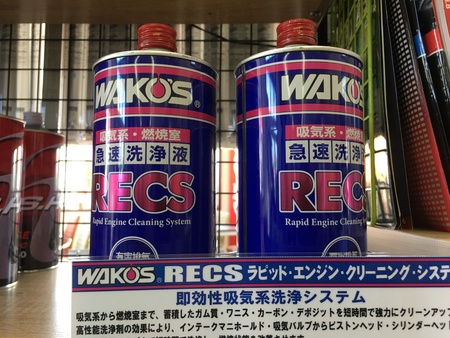 WAKO'S®
吸気系・燃焼室
急速洗浄液
RECS
Rapid Engine Cleaning System
WAKO'S
吸気系・燃焼
急速洗浄
RECS
Rapid Engine Cleaning Sys
WAKO'S® RECS ラピッド・エンジン・クリーニング・システ
即効性吸気系洗浄システム
吸気系から燃焼室まで、蓄積したガム質・ワニス・カーボン・デポジットを短時間で強力にクリーンアップ
高性能洗浄剤の効果により、インテークマニホールド・吸気バルブからピストンヘッド・シリンダーヘッ